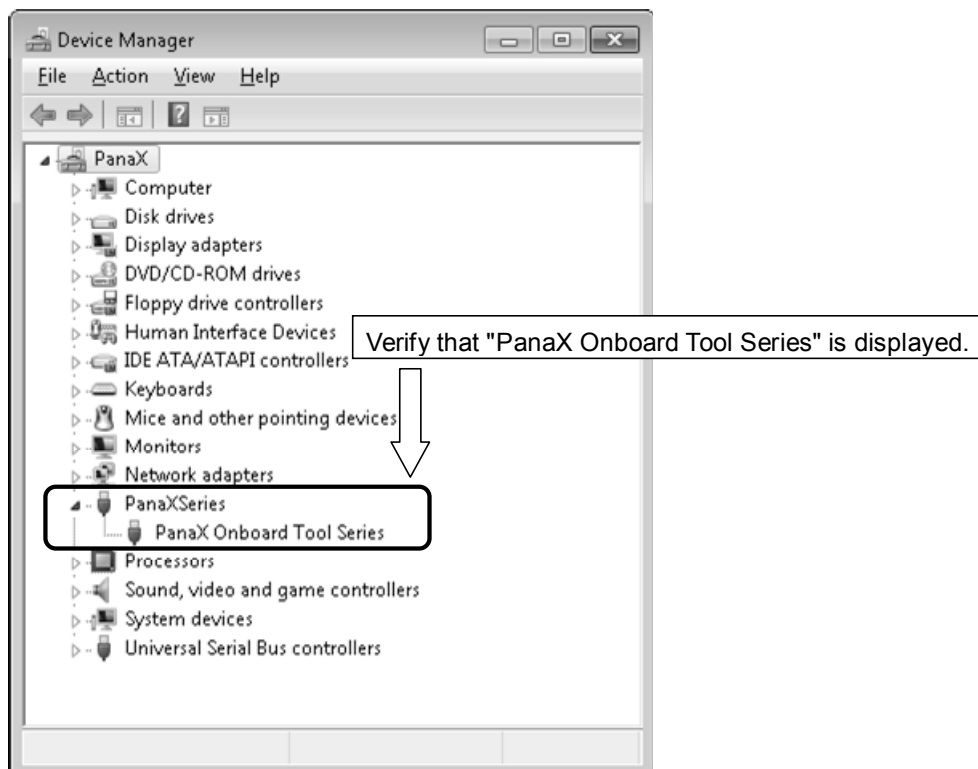 Device Manager
File Action View Help
PanaX
Computer
Disk drives
Display adapters
DVD/CD-ROM drives
Floppy drive controllers
Human Interface Devices
Verify that "PanaX Onboard Tool Series" is displayed.
IDE ATA/ATAPI controllers
Keyboards
Mice and other pointing devices
Monitors
Network adapters
PanaXSeries
PanaX Onboard Tool Series
Processors
Sound, video and game controllers
System devices
Universal Serial Bus controllers